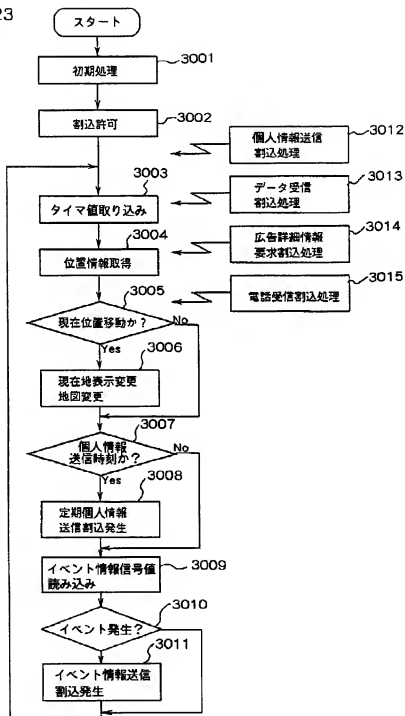 23
スタート
初期処理
3001
割込許可
3002
個人情報送信
割込処理
3012
タイマ値取り込み
3003
データ受信
割込処理
3013
位置情報取得
3004
広告詳細情報
要求割込処理
3014
電話受信割込処理
3015
現在位置移動か?
3005
No
Yes
現在地表示変更
地図変更
3006
個人情報
送信時刻か?
3007
No
Yes
定期個人情報
送信割込発生
3008
イベント情報信号値
読み込み
3009
イベント発生?
3010
イベント情報送信
割込発生
3011